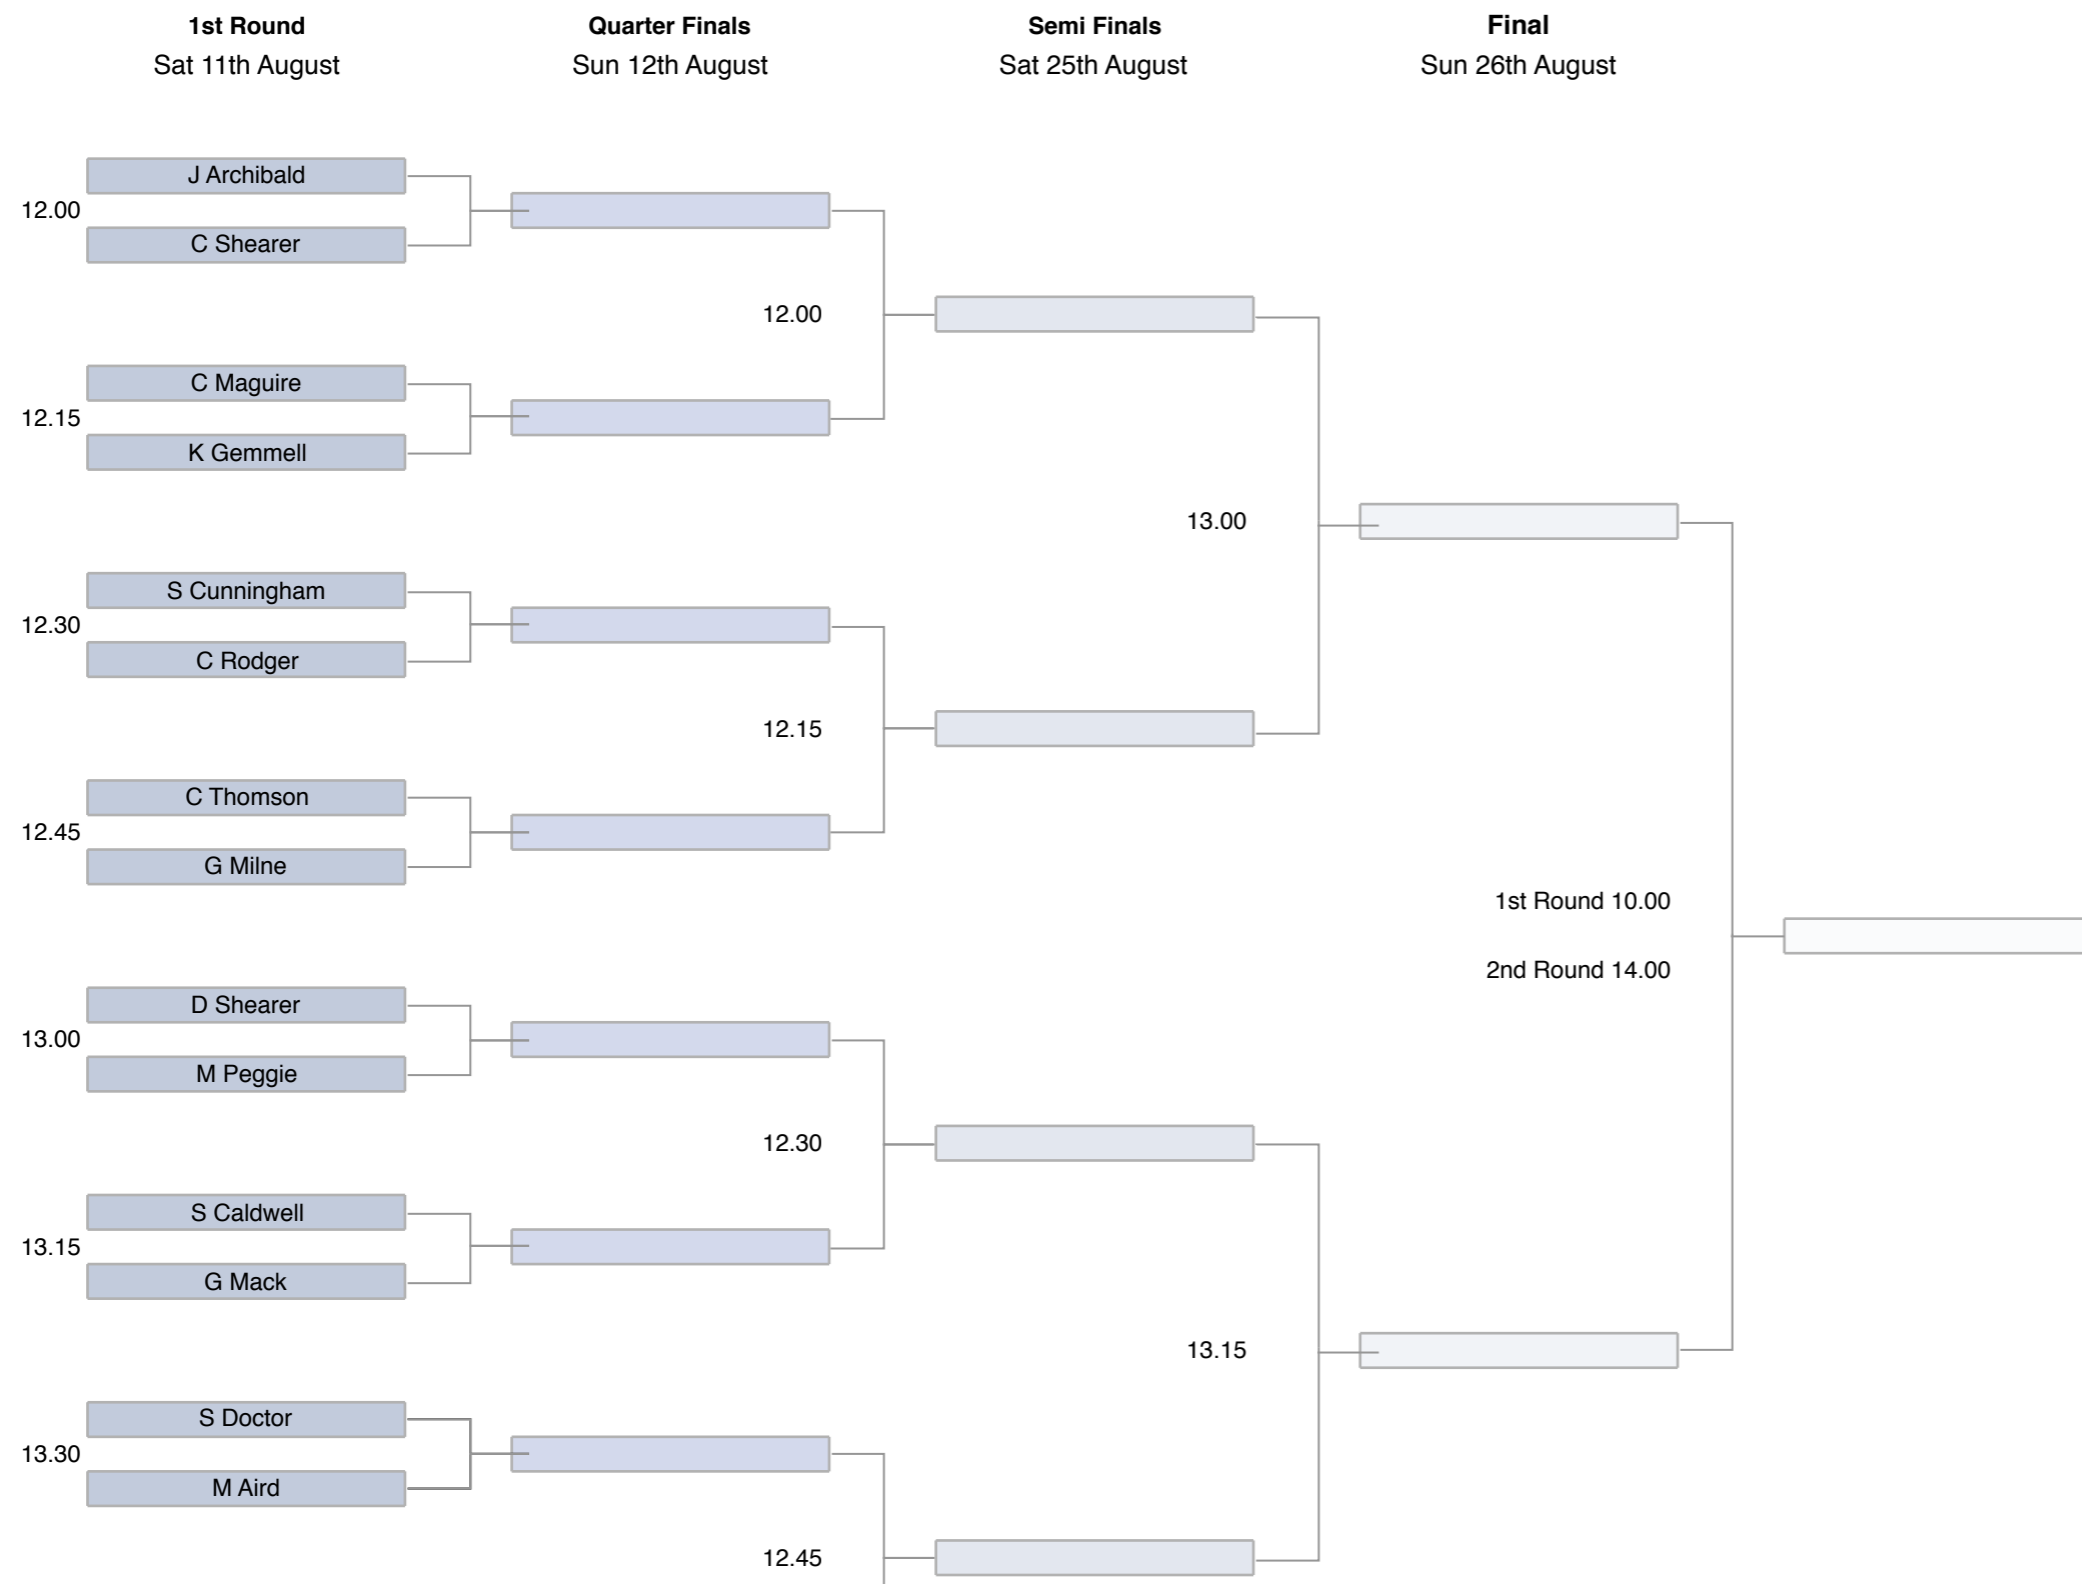 1st Round
Sat 11th August
Quarter Finals
Sun 12th August
Semi Finals
Sat 25th August
Final
Sun 26th August
J Archibald
12.00
C Shearer
12.00
C Maguire
12.15
K Gemmell
13.00
S Cunningham
12.30
C Rodger
12.15
C Thomson
12.45
G Milne
1st Round 10.00
2nd Round 14.00
D Shearer
13.00
M Peggie
12.30
S Caldwell
13.15
G Mack
13.15
S Doctor
13.30
M Aird
12.45